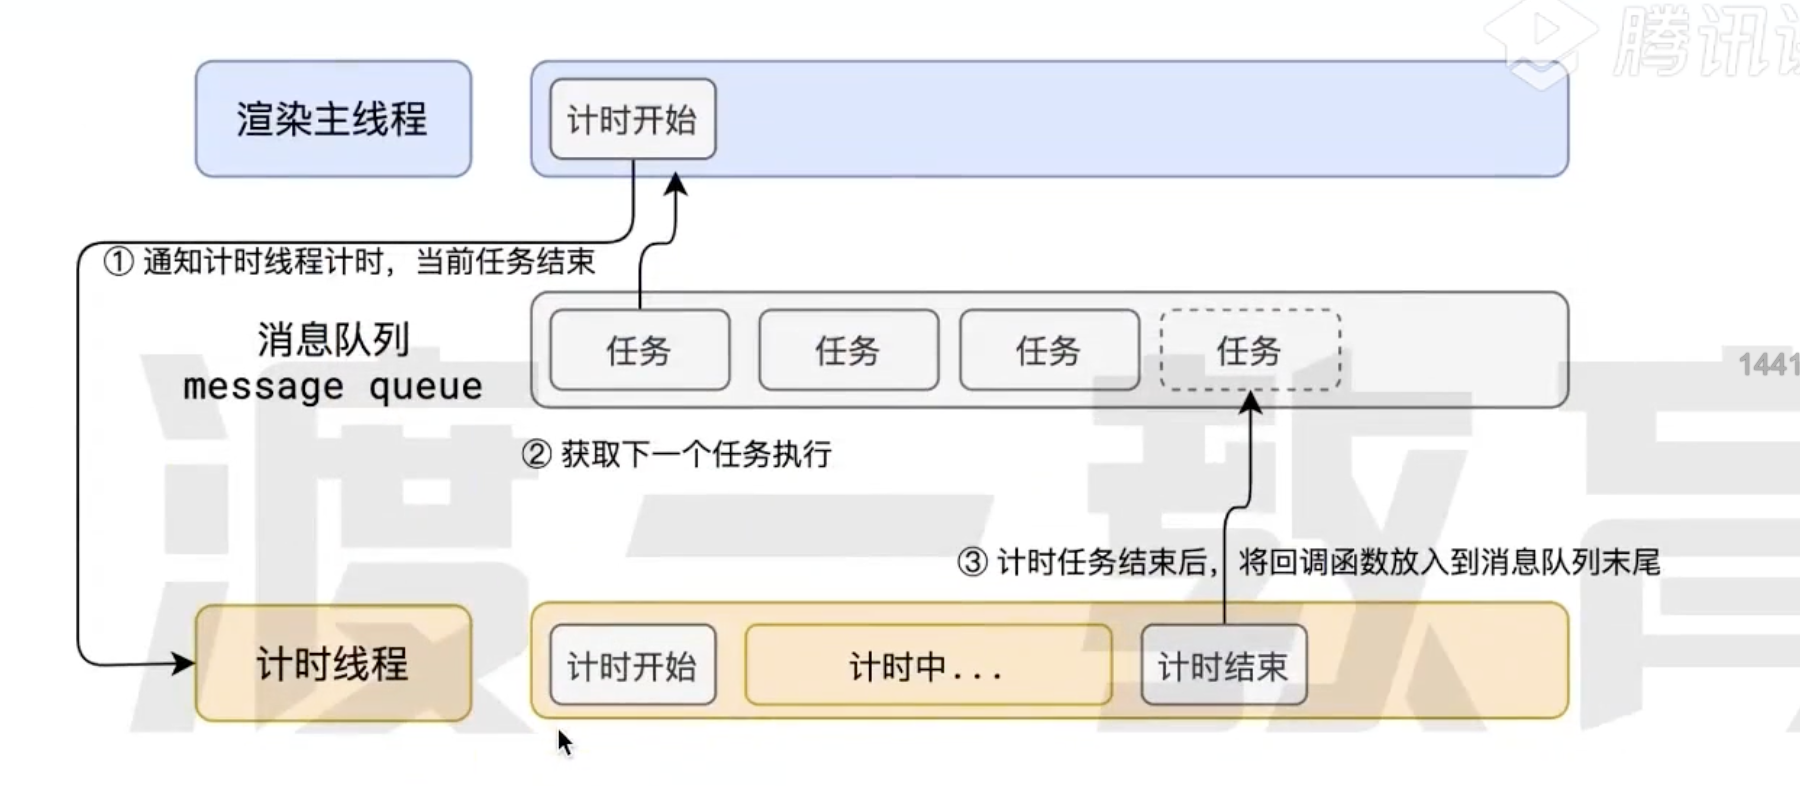 腾讯课
渲染主线程
计时开始
① 通知计时线程计时，当前任务结束
消息队列
message queue
任务
任务
任务
任务
1441
② 获取下一个任务执行
③ 计时任务结束后，将回调函数放入到消息队列末尾
计时线程
计时开始
计时中...
计时结束
渡一教育